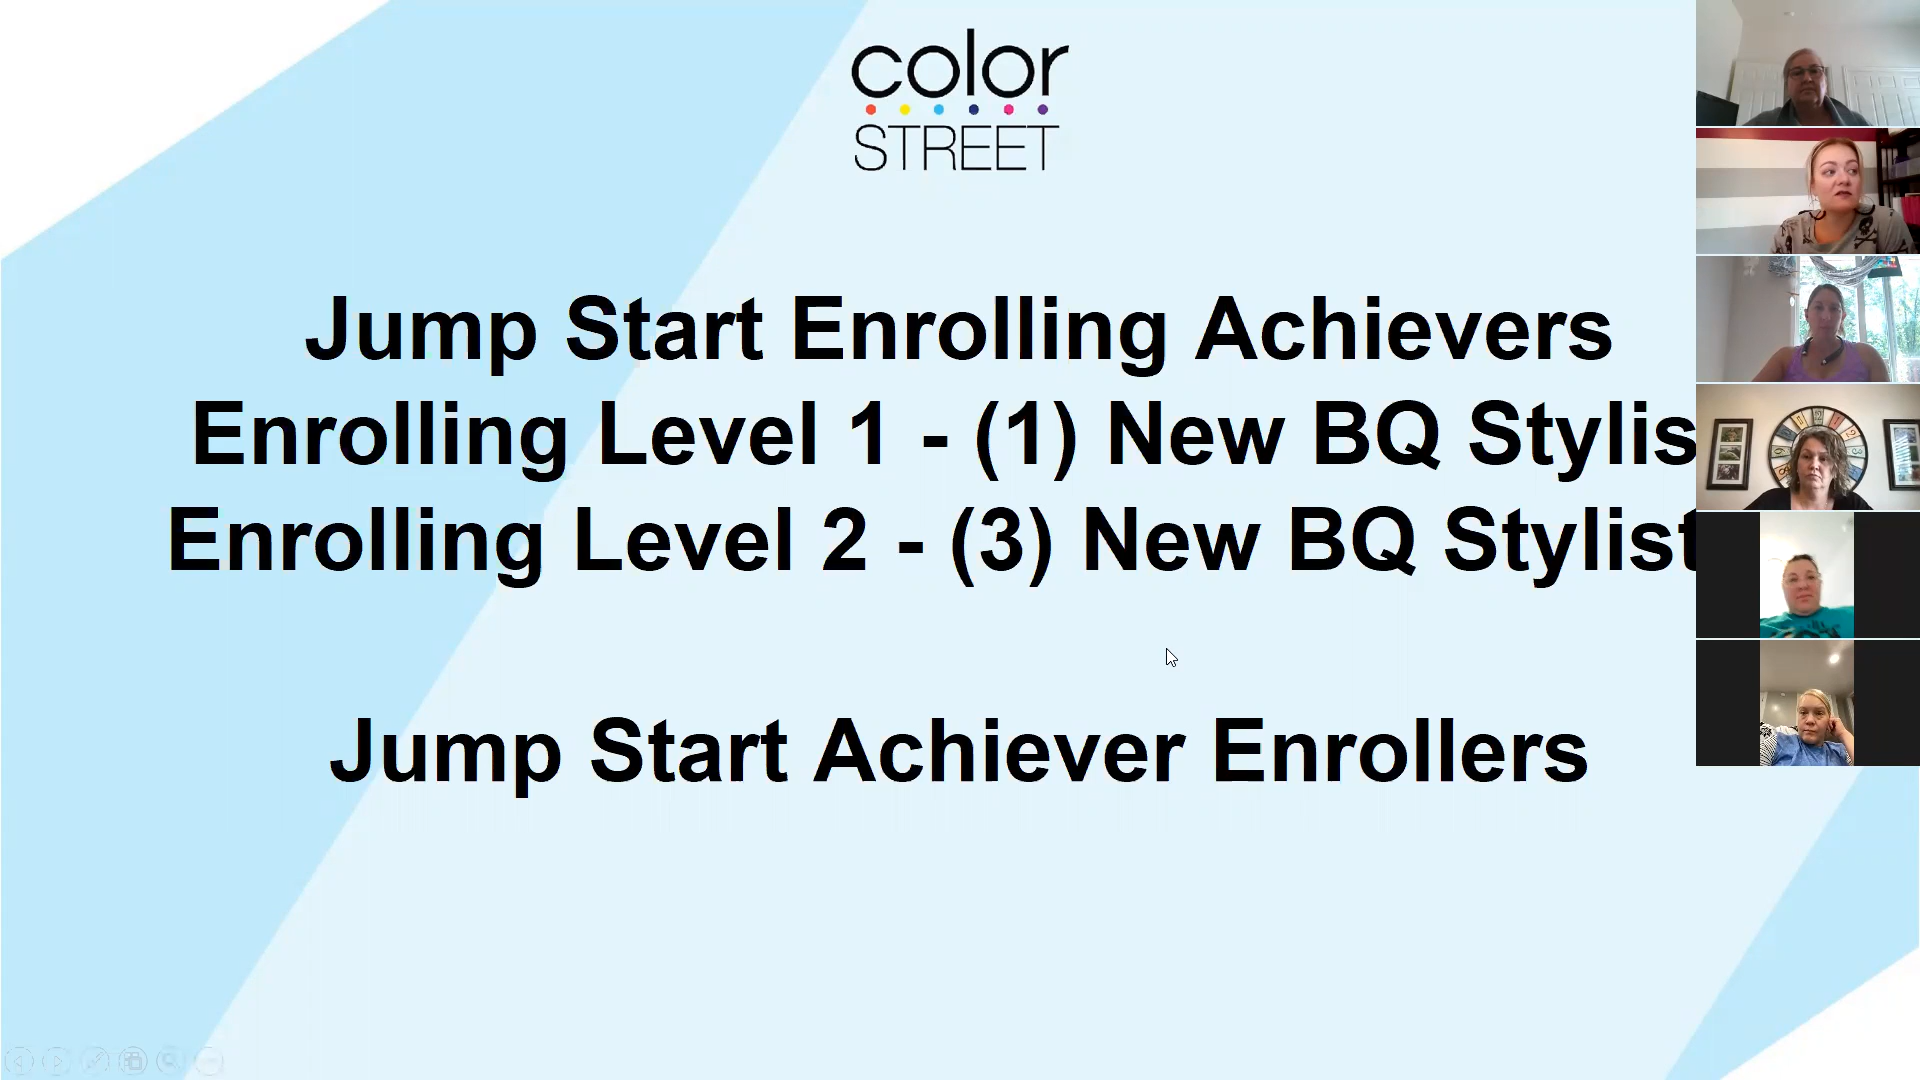 color
STREET
Jump Start Enrolling Achievers
Enrolling Level 1 - (1) New BQ Stylis
Enrolling Level 2 - (3) New BQ Stylist
Jump Start Achiever Enrollers